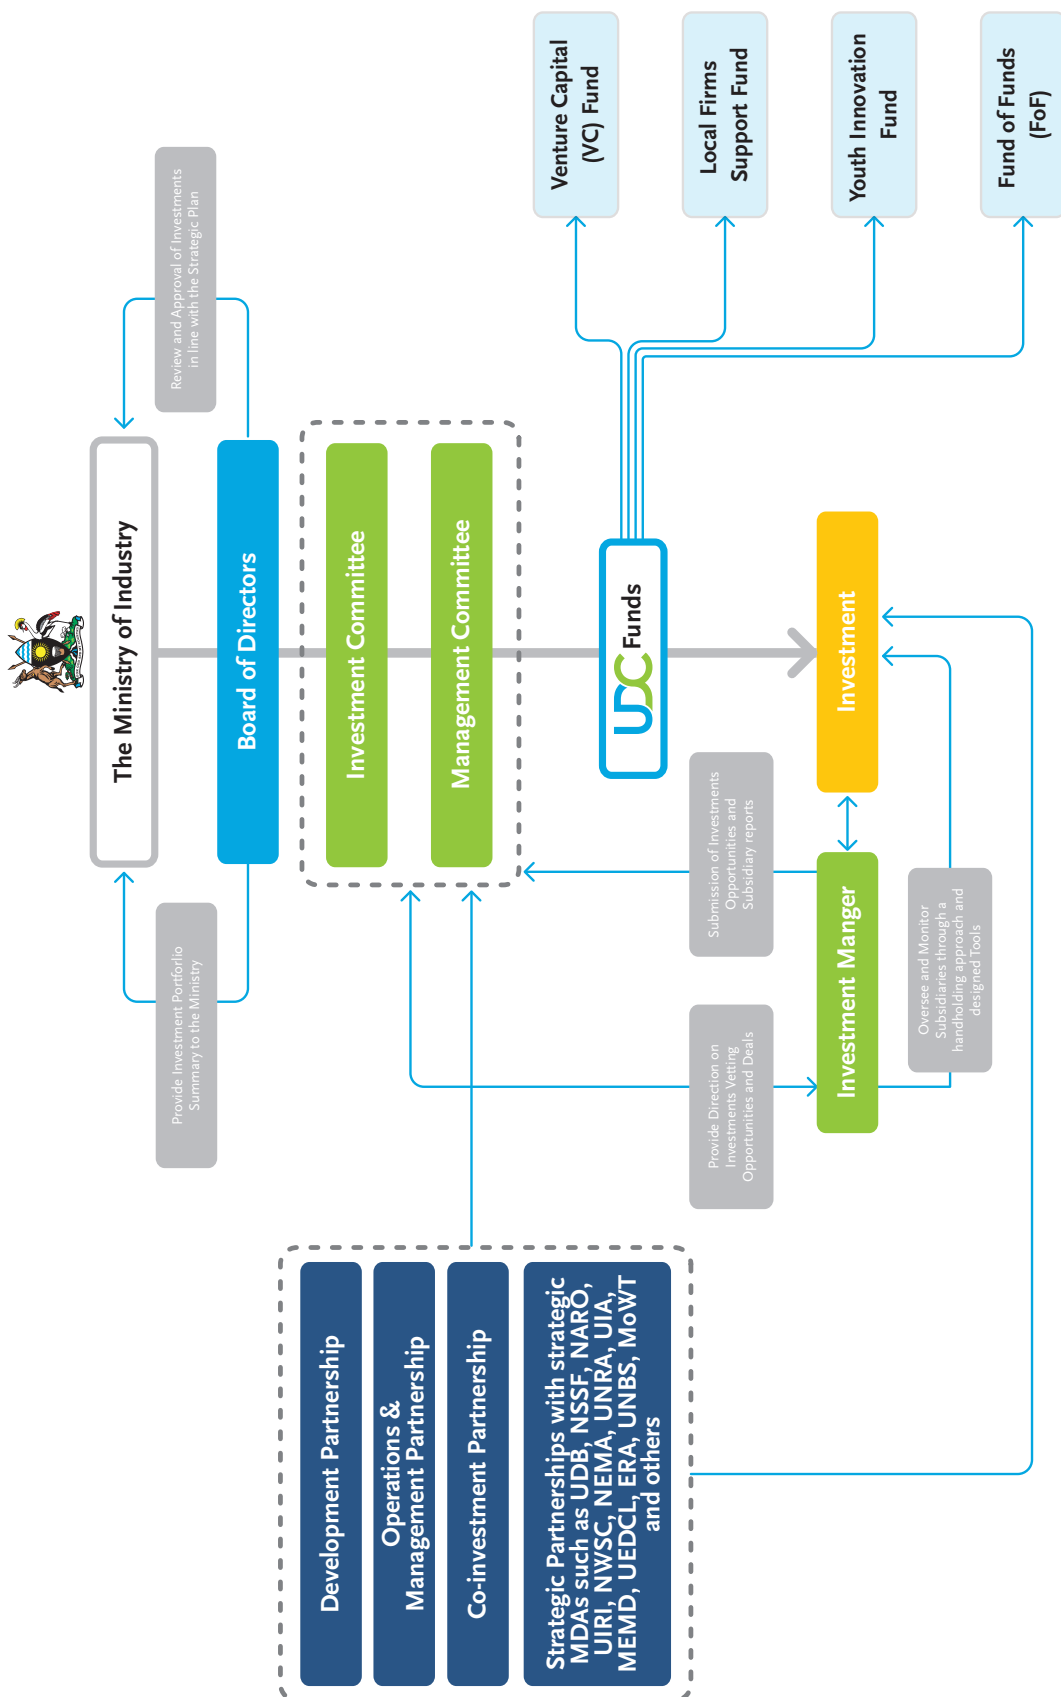 The Ministry of Industry
Provide Investment Portforlio
Summary to the Ministry
Review and Approval of Investments
in line with the Strategic Plan
Board of Directors
Development Partnership
Operations &
Management Partnership
Co-investment Partnership
Strategic Partnerships with strategic
MDAs such as UDB, NSSF, NARO,
UIRI, NWSC, NEMA, UNRA, UIA,
MEMD, UEDCL, ERA, UNBS, MoWT
and others
Investment Committee
Management Committee
UDC Funds
Venture Capital
(VC) Fund
Local Firms
Support Fund
Youth Innovation
Fund
Fund of Funds
(FoF)
Provide Direction on
Investments Vetting
Opportunities and Deals
Submission of Investments
Opportunities and
Subsidiary reports
Investment Manger
Investment
Oversee and Monitor
Subsidiaries through a
handholding approach and
designed Tools